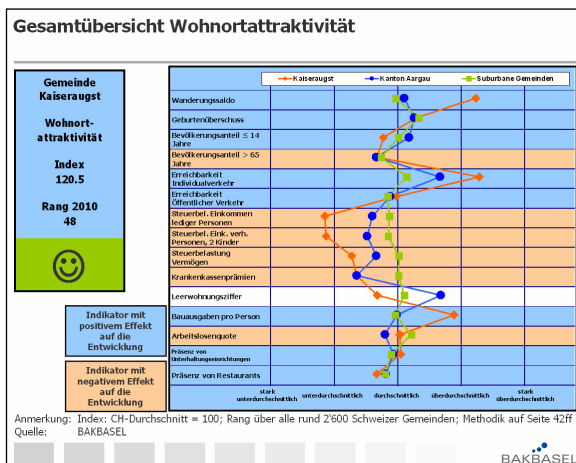 Gesamtübersicht Wohnortattraktivität
Gemeinde
Kaiseraugst
Wohnort-
attraktivität
Index
120.5
Rang 2010
48
Kaiseraugst
Kanton Aargau
Suburbane Gemeinden
Wanderungssaldo
Geburtenüberschuss
Bevölkerungsanteil ≤ 14
Jahre
Bevölkerungsanteil > 65
Jahre
Erreichbarkeit
Individualverkehr
Erreichbarkeit
Öffentlicher Verkehr
Steuerbel. Einkommen
lediger Personen
Steuerbel. Eink. verh.
Personen, 2 Kinder
Steuerbelastung
Vermögen
Krankenkassenprämien
Leerwohnungsziffer
Bauausgaben pro Person
Arbeitslosenquote
Präsenz von
Unterhaltungseinrichtungen
Präsenz von Restaurants
stark
unterdurchschnittlich
unterdurchschnittlich
durchschnittlich
überdurchschnittlich
stark
überdurchschnittlich
Indikator mit
positivem Effekt
auf die
Entwicklung
Indikator mit
negativem Effekt
auf die
Entwicklung
Anmerkung: Index: CH-Durchschnitt = 100; Rang über alle rund 2'600 Schweizer Gemeinden; Methodik auf Seite 42ff
Quelle: BAKBASEL
BAKBASEL